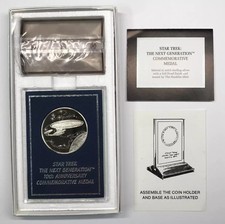 STAR TREK:
THE NEXT GENERATION™
COMMEMORATIVE
MEDAL
STAR TREK:
THE NEXT GENERATION™
10TH ANNIVERSARY
COMMEMORATIVE MEDAL
ASSEMBLE THE COIN HOLDER
AND BASE AS ILLUSTRATED